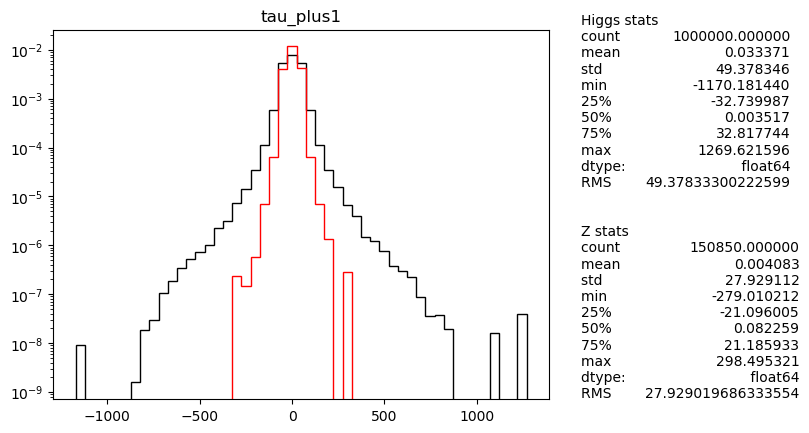 tau_plus1
10⁻²
10⁻³
10⁻⁴
10⁻⁵
10⁻⁶
10⁻⁷
10⁻⁸
10⁻⁹
−1000 −500 0 500 1000
Higgs stats
count 1000000.000000
mean 0.033371
std 49.378346
min -1170.181440
25% -32.739987
50% 0.003517
75% 32.817744
max 1269.621596
dtype: float64
RMS 49.37833300222599
Z stats
count 150850.000000
mean 0.004083
std 27.929112
min -279.010212
25% -21.096005
50% 0.082259
75% 21.185933
max 298.495321
dtype: float64
RMS 27.929019686333554